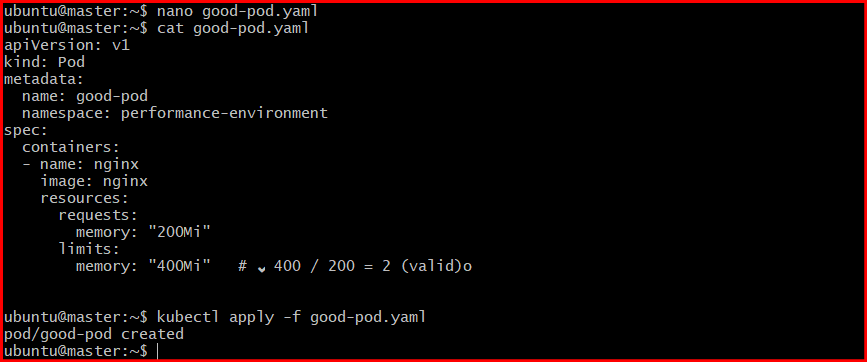 ubuntu@master:~$ nano good-pod.yaml
ubuntu@master:~$ cat good-pod.yaml
apiVersion: v1
kind: Pod
metadata:
  name: good-pod
  namespace: performance-environment
spec:
  containers:
  - name: nginx
    image: nginx
    resources:
      requests:
        memory: "200Mi"
      limits:
        memory: "400Mi"   # 400 / 200 = 2 (valid)o
ubuntu@master:~$ kubectl apply -f good-pod.yaml
pod/good-pod created
ubuntu@master:~$